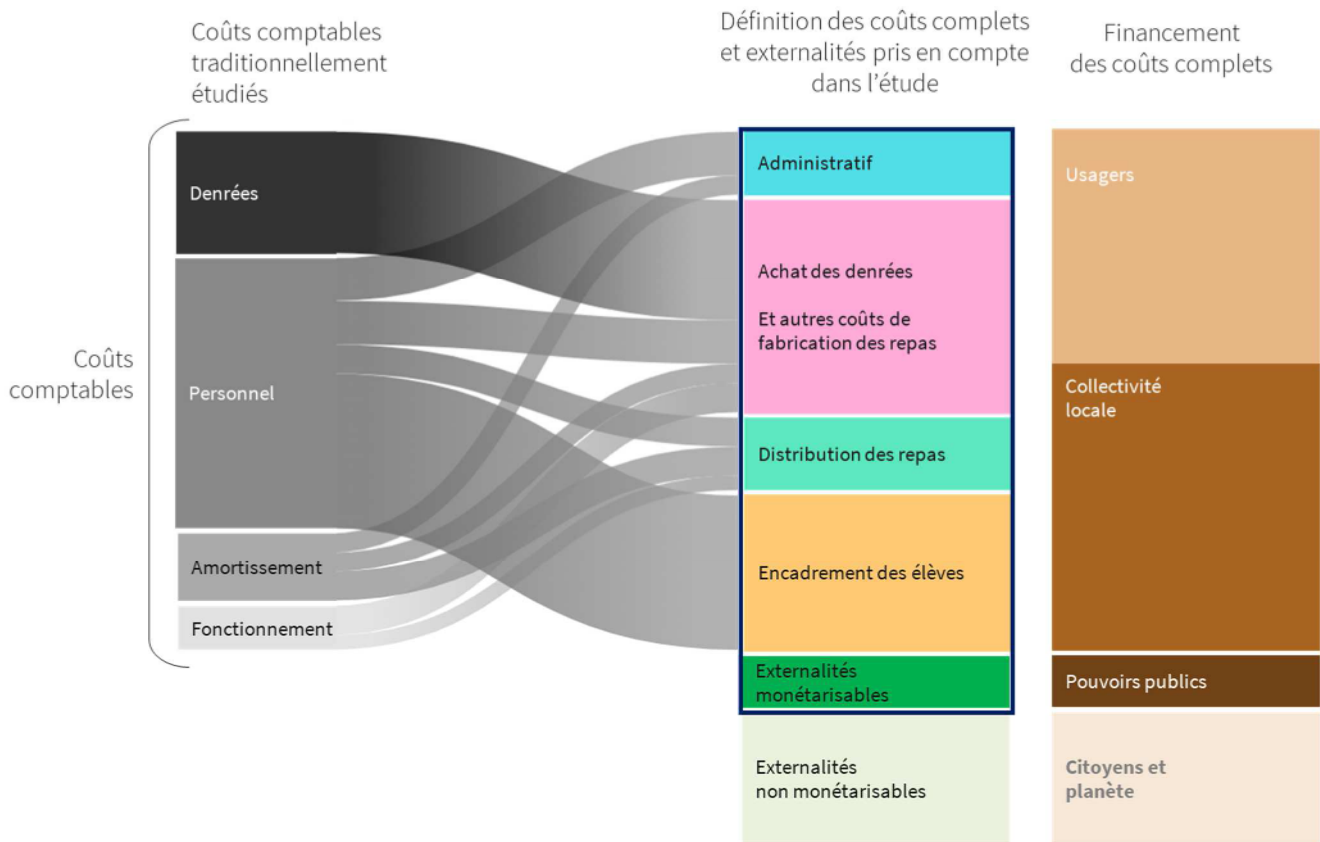 Coûts comptables
traditionnellement
étudiés
Définition des coûts complets
et externalités pris en compte
dans l’étude
Financement
des coûts complets
Coûts
comptables
Denrées
Personnel
Amortissement
Fonctionnement
Administratif
Achat des denrées
Et autres coûts de
fabrication des repas
Distribution des repas
Encadrement des élèves
Externalités
monétarisables
Externalités
non monétarisables
Usagers
Collectivité
locale
Pouvoirs publics
Citoyens et
planète